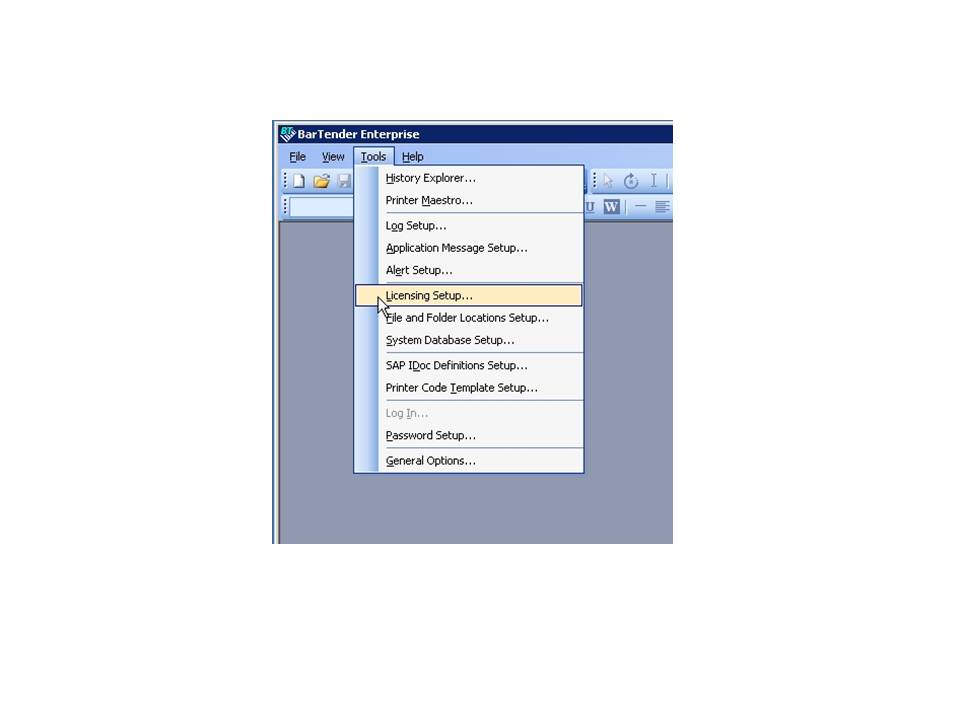 BT BarTender Enterprise
File View Tools Help
History Explorer...
Printer Maestro...
U W
Log Setup...
Application Message Setup...
Alert Setup...
Licensing Setup...
File and Folder Locations Setup...
System Database Setup...
SAP IDoc Definitions Setup...
Printer Code Template Setup...
Log In...
Password Setup...
General Options...